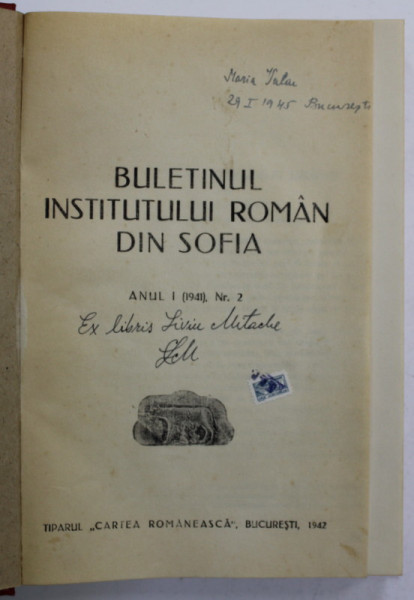 Maria
29 I 1945 București
BULETINUL
INSTITUTULUI ROMÂN
DIN SOFIA
ANUL I (1941), Nr. 2
Ex libris Liviu Mitache
LM
TIPARUL „CARTEA ROMÂNEASCĂ", BUCUREȘTI, 1942